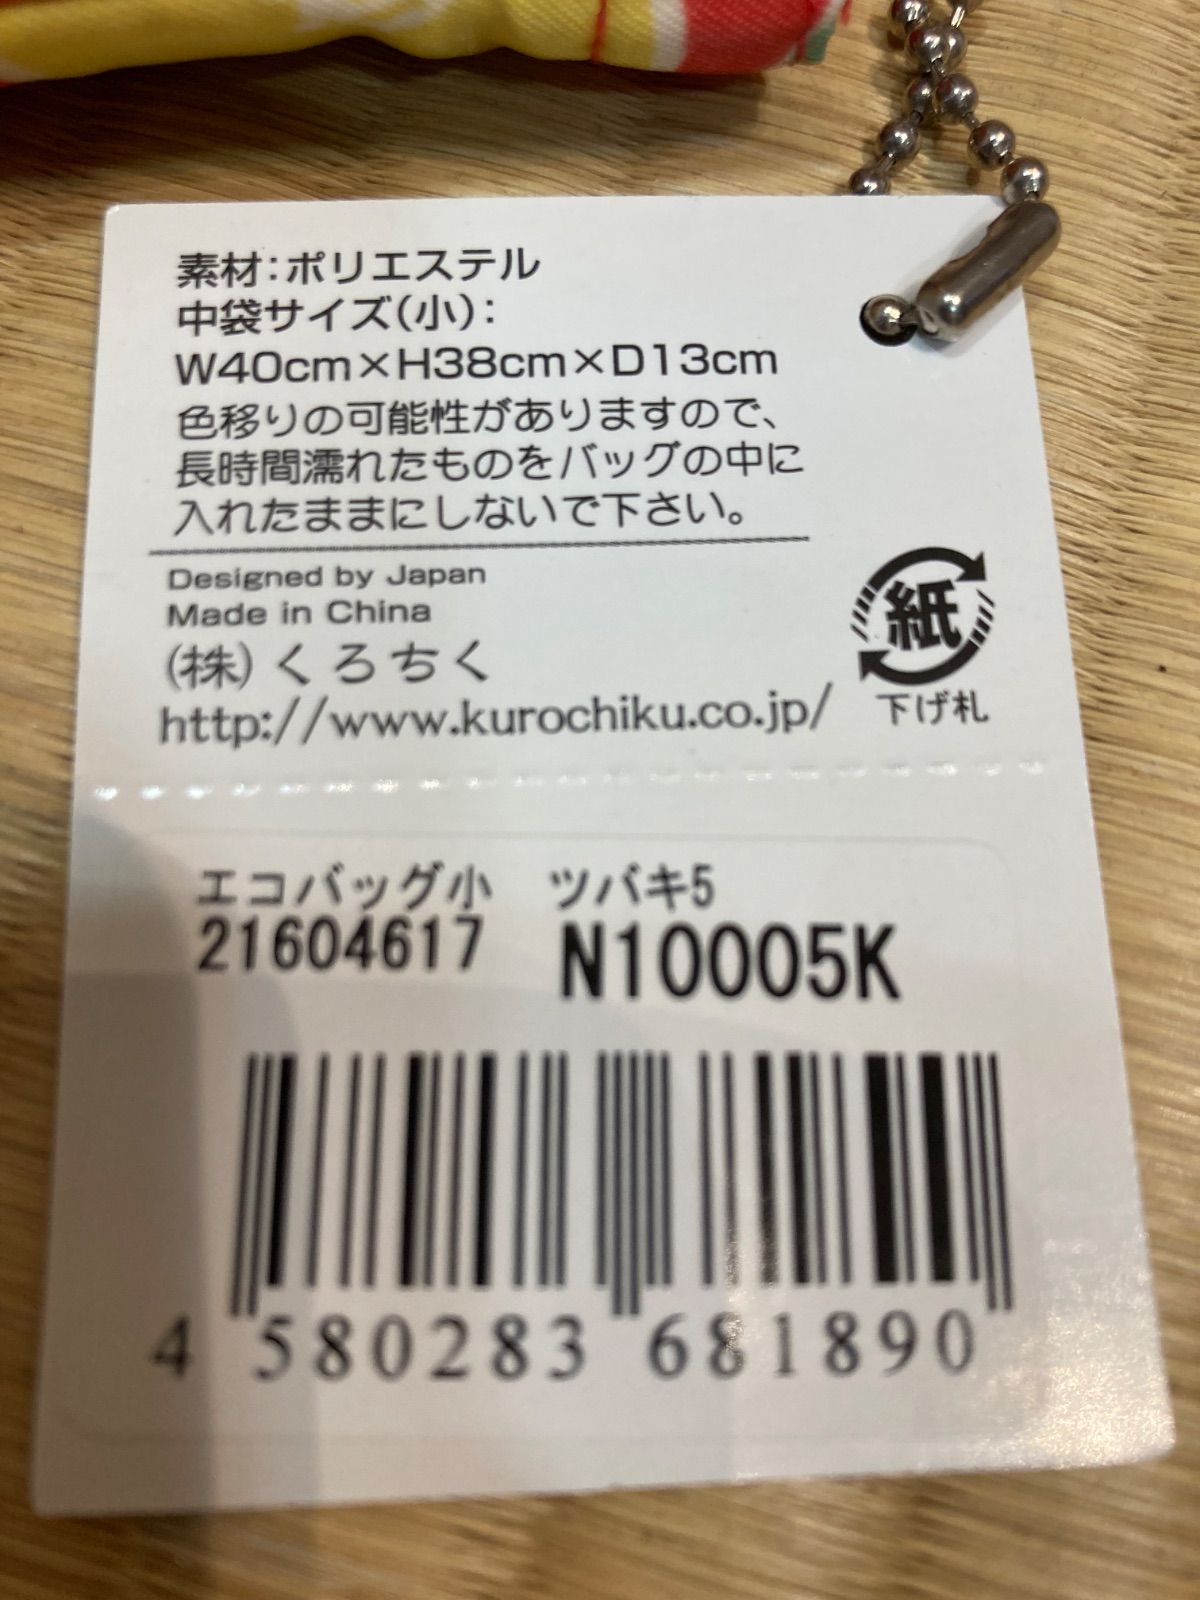 素材:ポリエステル
中袋サイズ(小):
W40cm×H38cm×D13cm
色移りの可能性がありますので、
長時間濡れたものをバッグの中に
入れたままにしないで下さい。
Designed by Japan
Made in China
(株)くろちく
http://www.kurochiku.co.jp/
紙
下げ札
エコバッグ小 ツバキ5
21604617 N10005K
4 580283 681890